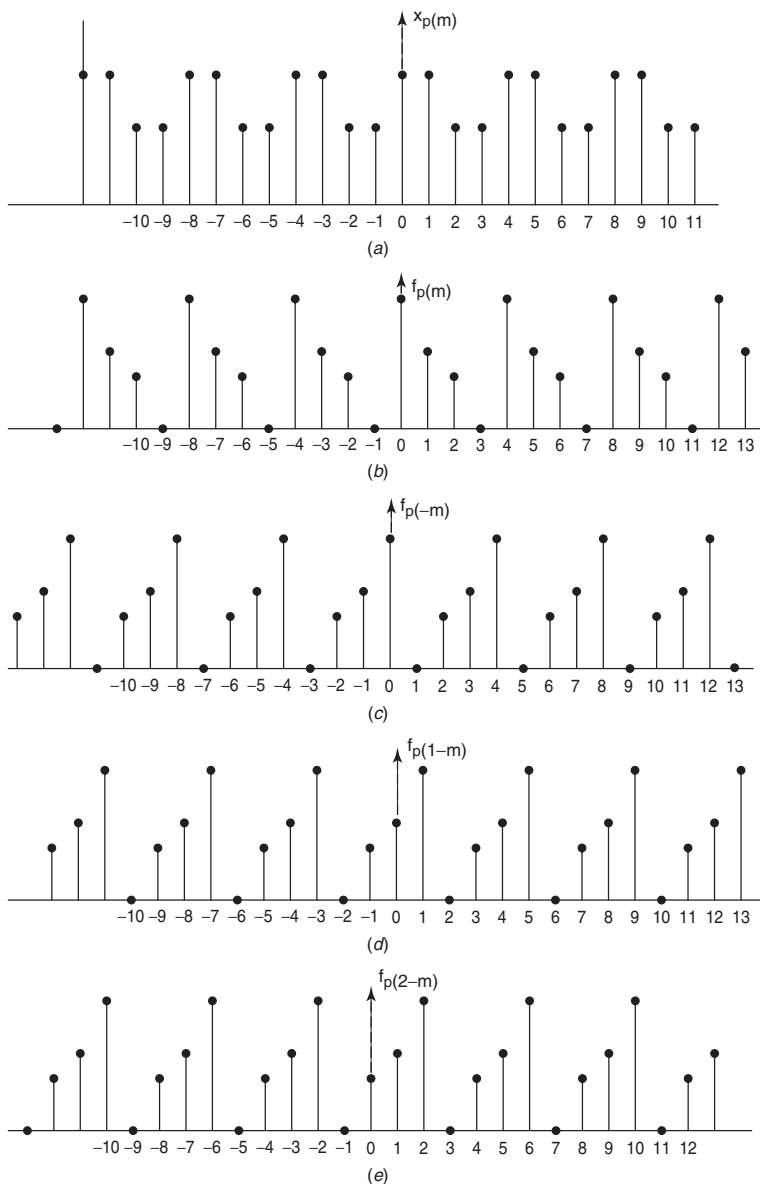 x_p(m)
–10 –9 –8 –7 –6 –5 –4 –3 –2 –1 0 1 2 3 4 5 6 7 8 9 10 11
(a)
f_p(m)
–10 –9 –8 –7 –6 –5 –4 –3 –2 –1 0 1 2 3 4 5 6 7 8 9 10 11 12 13
(b)
f_p(–m)
–10 –9 –8 –7 –6 –5 –4 –3 –2 –1 0 1 2 3 4 5 6 7 8 9 10 11 12 13
(c)
f_p(1–m)
–10 –9 –8 –7 –6 –5 –4 –3 –2 –1 0 1 2 3 4 5 6 7 8 9 10 11 12 13
(d)
f_p(2–m)
–10 –9 –8 –7 –6 –5 –4 –3 –2 –1 0 1 2 3 4 5 6 7 8 9 10 11 12
(e)